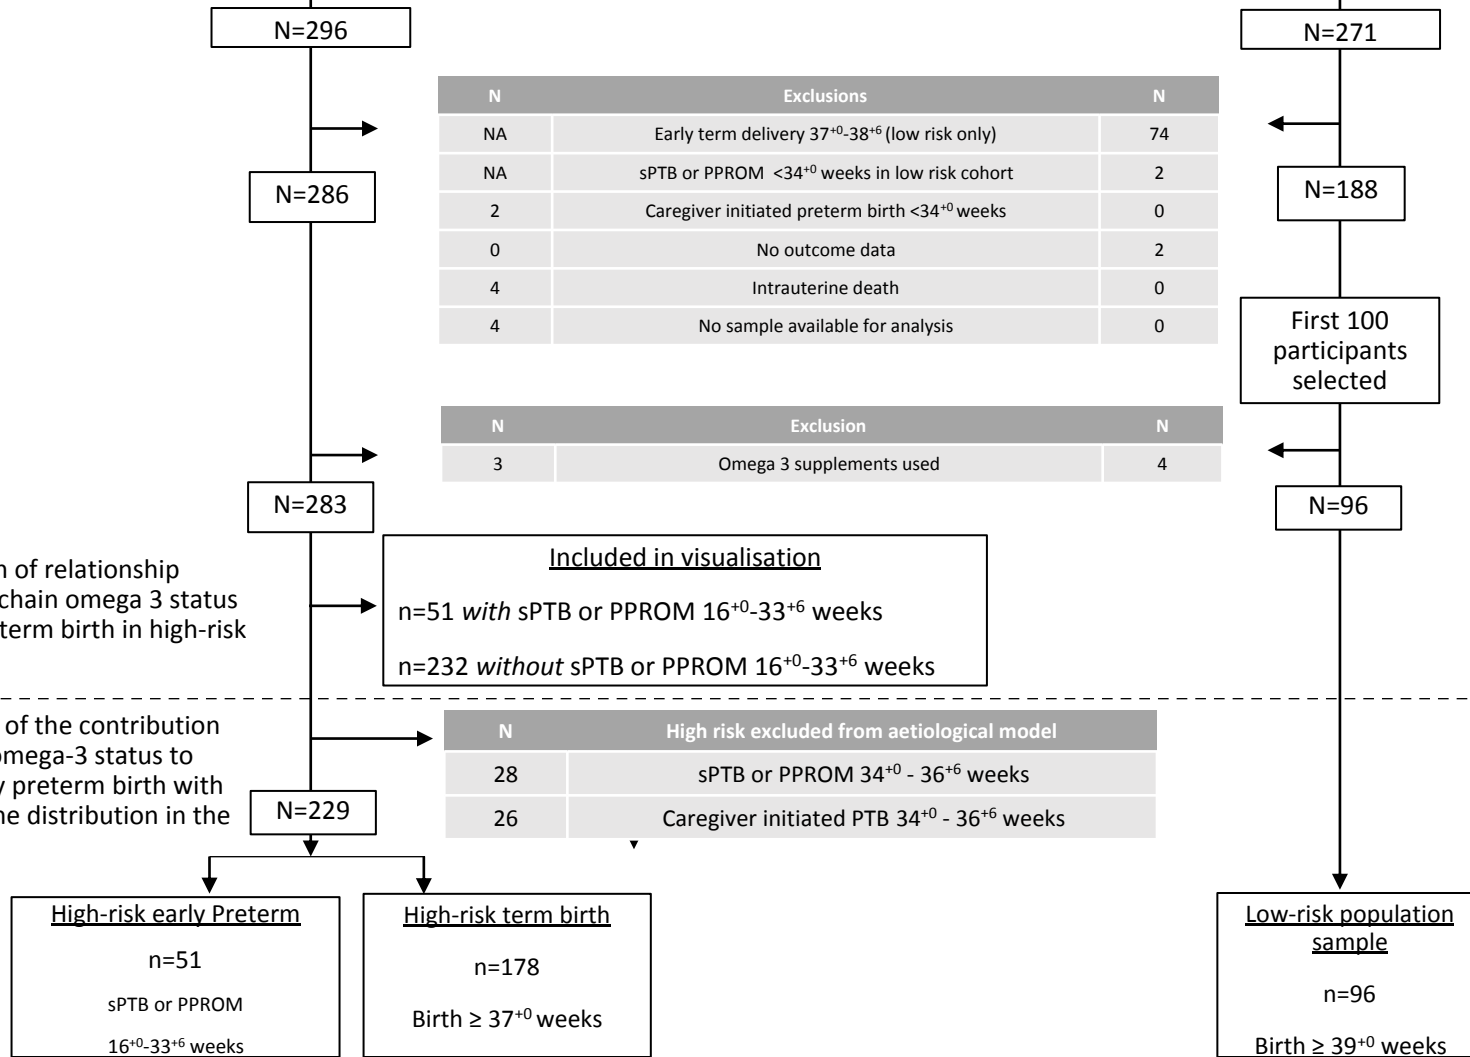 N=296
N=271
N Exclusions N
NA Early term delivery 37+0-38+6 (low risk only) 74
NA sPTB or PPROM <34+0 weeks in low risk cohort 2
2 Caregiver initiated preterm birth <34+0 weeks 0
0 No outcome data 2
4 Intrauterine death 0
4 No sample available for analysis 0
N=286
N=188
First 100
participants
selected
N Exclusion N
3 Omega 3 supplements used 4
N=283
N=96
n of relationship
chain omega 3 status
term birth in high-risk
Included in visualisation
n=51 with sPTB or PPROM 16+0-33+6 weeks
n=232 without sPTB or PPROM 16+0-33+6 weeks
of the contribution
omega-3 status to
y preterm birth with
ne distribution in the
N High risk excluded from aetiological model
28 sPTB or PPROM 34+0 - 36+6 weeks
26 Caregiver initiated PTB 34+0 - 36+6 weeks
N=229
High-risk early Preterm
n=51
sPTB or PPROM
16+0-33+6 weeks
High-risk term birth
n=178
Birth ≥ 37+0 weeks
Low-risk population
sample
n=96
Birth ≥ 39+0 weeks